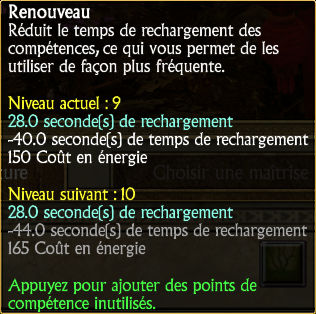 Renouveau
Réduit le temps de rechargement des
compétences, ce qui vous permet de les
utiliser de façon plus fréquente.
Niveau actuel : 9
28.0 seconde(s) de rechargement
-40.0 seconde(s) de temps de rechargement
150 Coût en énergie
Choisir une maîtrise
Niveau suivant : 10
28.0 seconde(s) de rechargement
-44.0 seconde(s) de temps de rechargement
165 Coût en énergie
Appuyez pour ajouter des points de
compétence inutilisés.